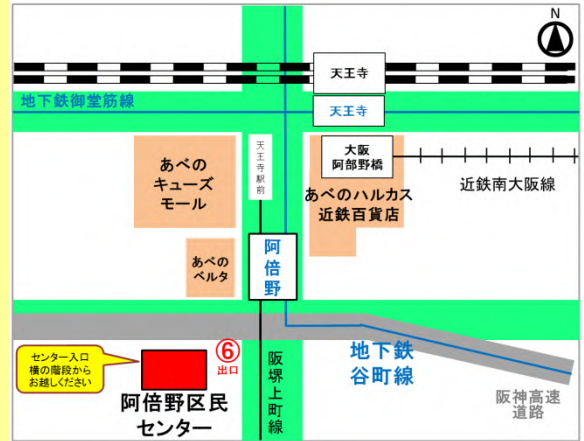 N
天王寺
地下鉄御堂筋線
天王寺
天王寺駅前
大阪
阿部野橋
近鉄南大阪線
あべの
キューズ
モール
あべのハルカス
近鉄百貨店
あべの
ベルタ
阿倍野
センター入口
横の階段から
お越しください
⑥
出口
阿倍野区民
センター
阪堺上町線
地下鉄
谷町線
阪神高速
道路